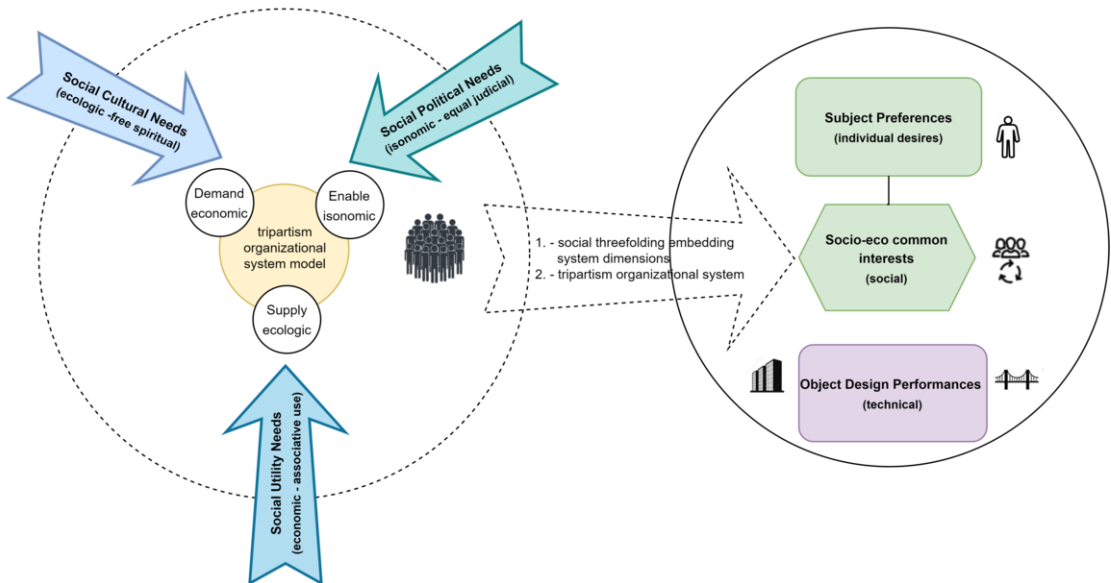 Social Cultural Needs
(ecologic -free spiritual)
Social Political Needs
(isonomic - equal judicial)
Demand
economic
Enable
isonomic
tripartism
organizational
system model
Supply
ecologic
Social Utility Needs
(economic - associative use)
1. - social threefolding embedding
system dimensions
2. - tripartism organizational system
Subject Preferences
(individual desires)
Socio-eco common
interests
(social)
Object Design Performances
(technical)